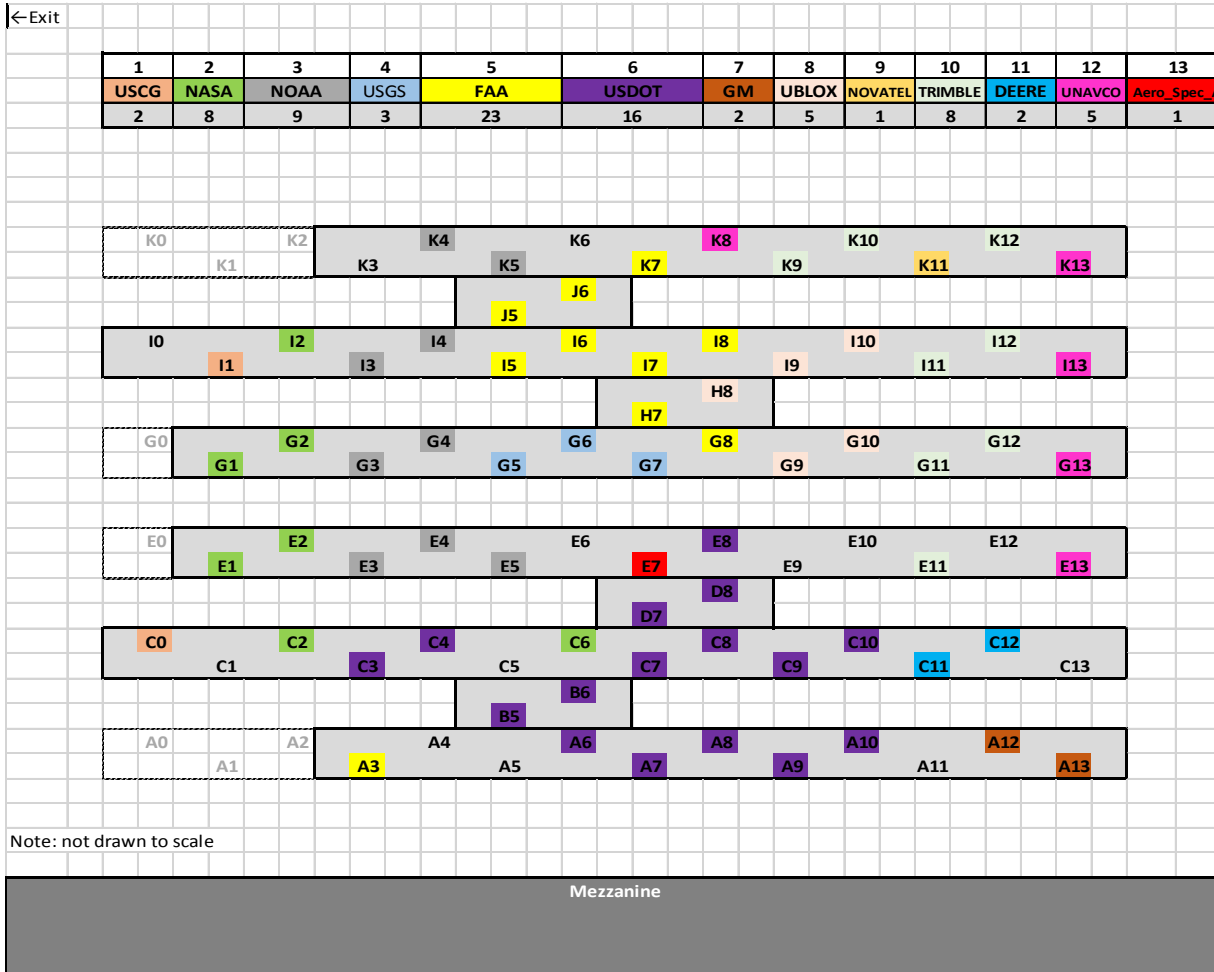 ←Exit
1 2 3 4 5 6 7 8 9 10 11 12 13
USCG NASA NOAA USGS FAA USDOT GM UBLOX NOVATEL TRIMBLE DEERE UNAVCO Aero_Spec_
2 8 9 3 23 16 2 5 1 8 2 5 1
K0 K2 K4 K6 K8 K10 K12
K1 K3 K5 K7 K9 K11 K13
J6
J5
I0 I2 I4 I6 I8 I10 I12
I1 I3 I5 I7 I9 I11 I13
H8
H7
G0 G2 G4 G6 G8 G10 G12
G1 G3 G5 G7 G9 G11 G13
E0 E2 E4 E6 E8 E10 E12
E1 E3 E5 E7 E9 E11 E13
D8
D7
C0 C2 C4 C6 C8 C10 C12
C1 C3 C5 C7 C9 C11 C13
B6
B5
A0 A2 A4 A6 A8 A10 A12
A1 A3 A5 A7 A9 A11 A13
Note: not drawn to scale
Mezzanine